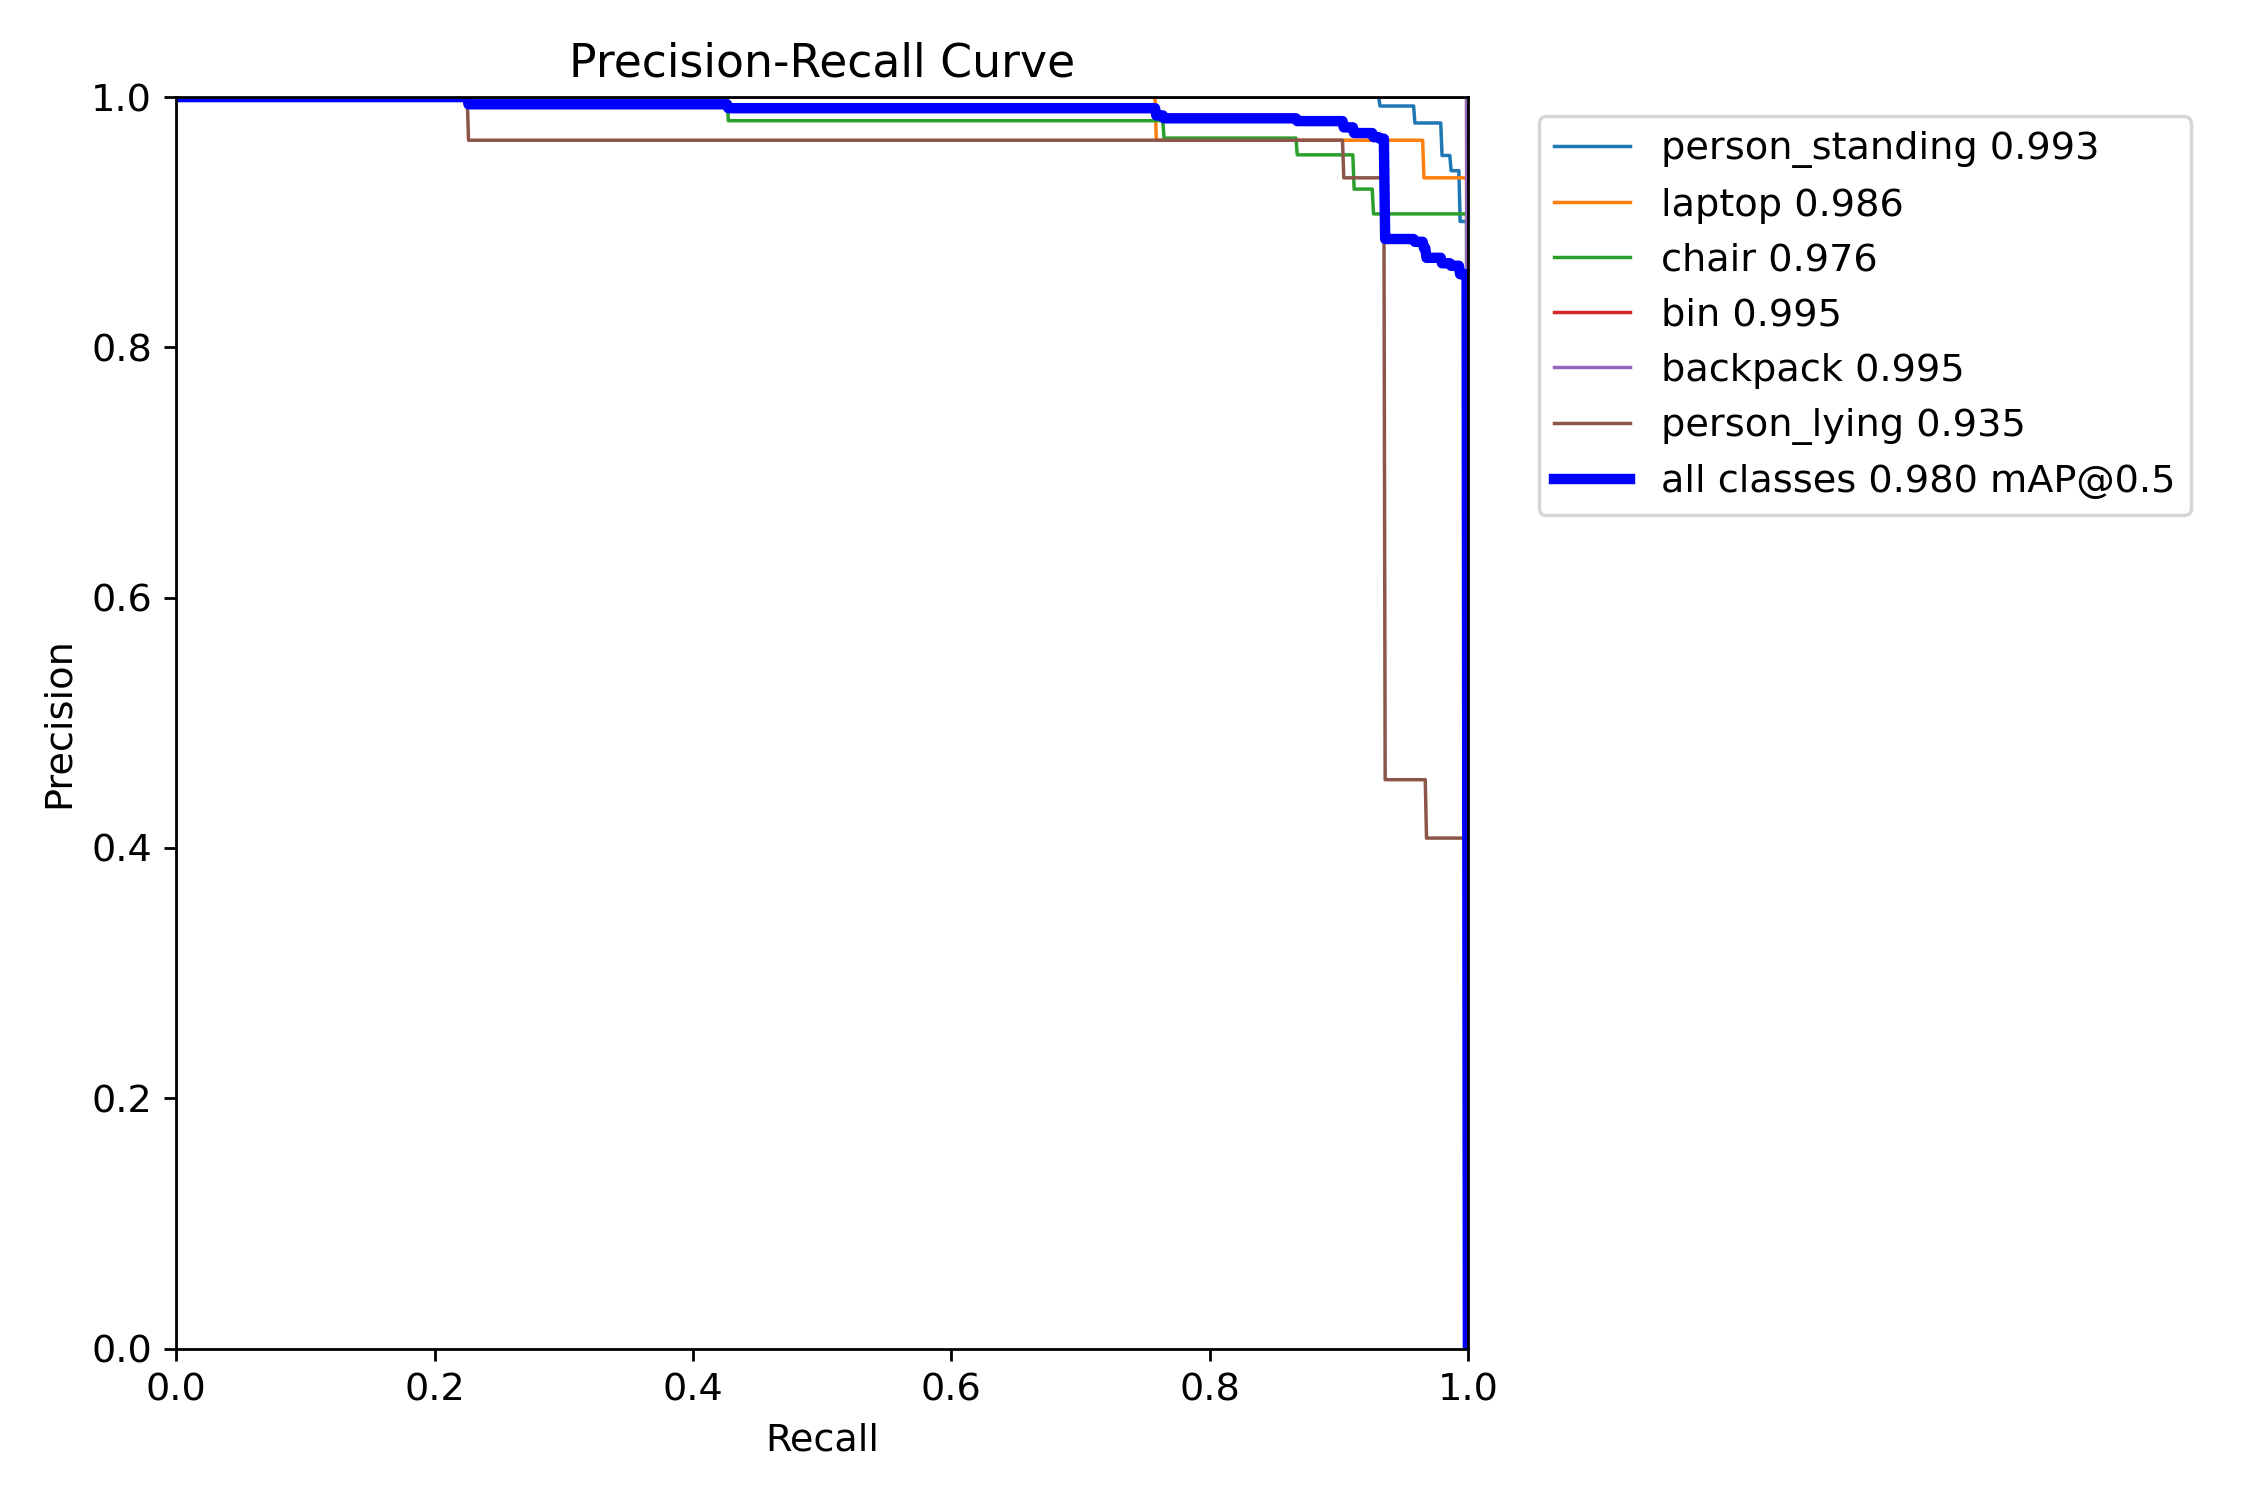 Precision-Recall Curve
1.0
0.8
0.6
0.4
0.2
0.0
Precision
0.0 0.2 0.4 0.6 0.8 1.0
Recall
person_standing 0.993
laptop 0.986
chair 0.976
bin 0.995
backpack 0.995
person_lying 0.935
all classes 0.980 mAP@0.5